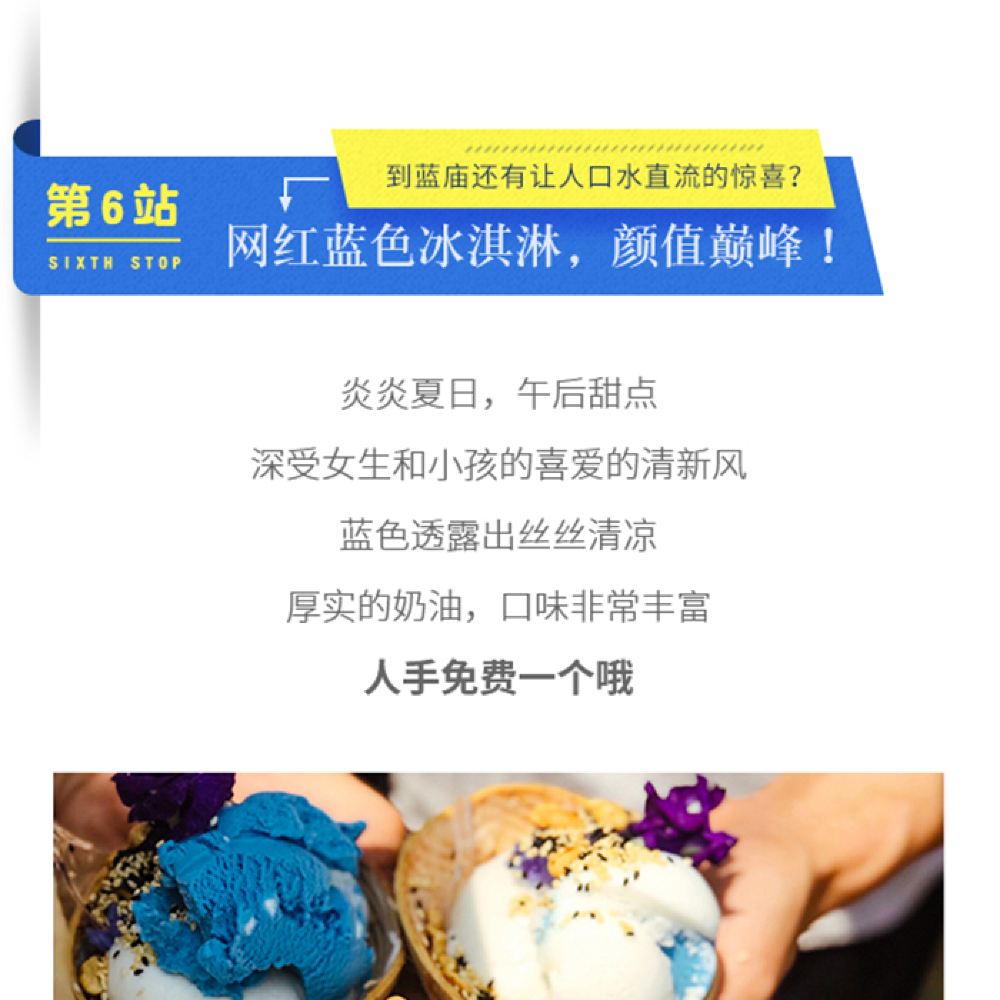 到蓝庙还有让人口水直流的惊喜？
第6站
SIXTH STOP
网红蓝色冰淇淋，颜值巅峰！
炎炎夏日，午后甜点
深受女生和小孩的喜爱的清新风
蓝色透露出丝丝清凉
厚实的奶油，口味非常丰富
人手免费一个哦